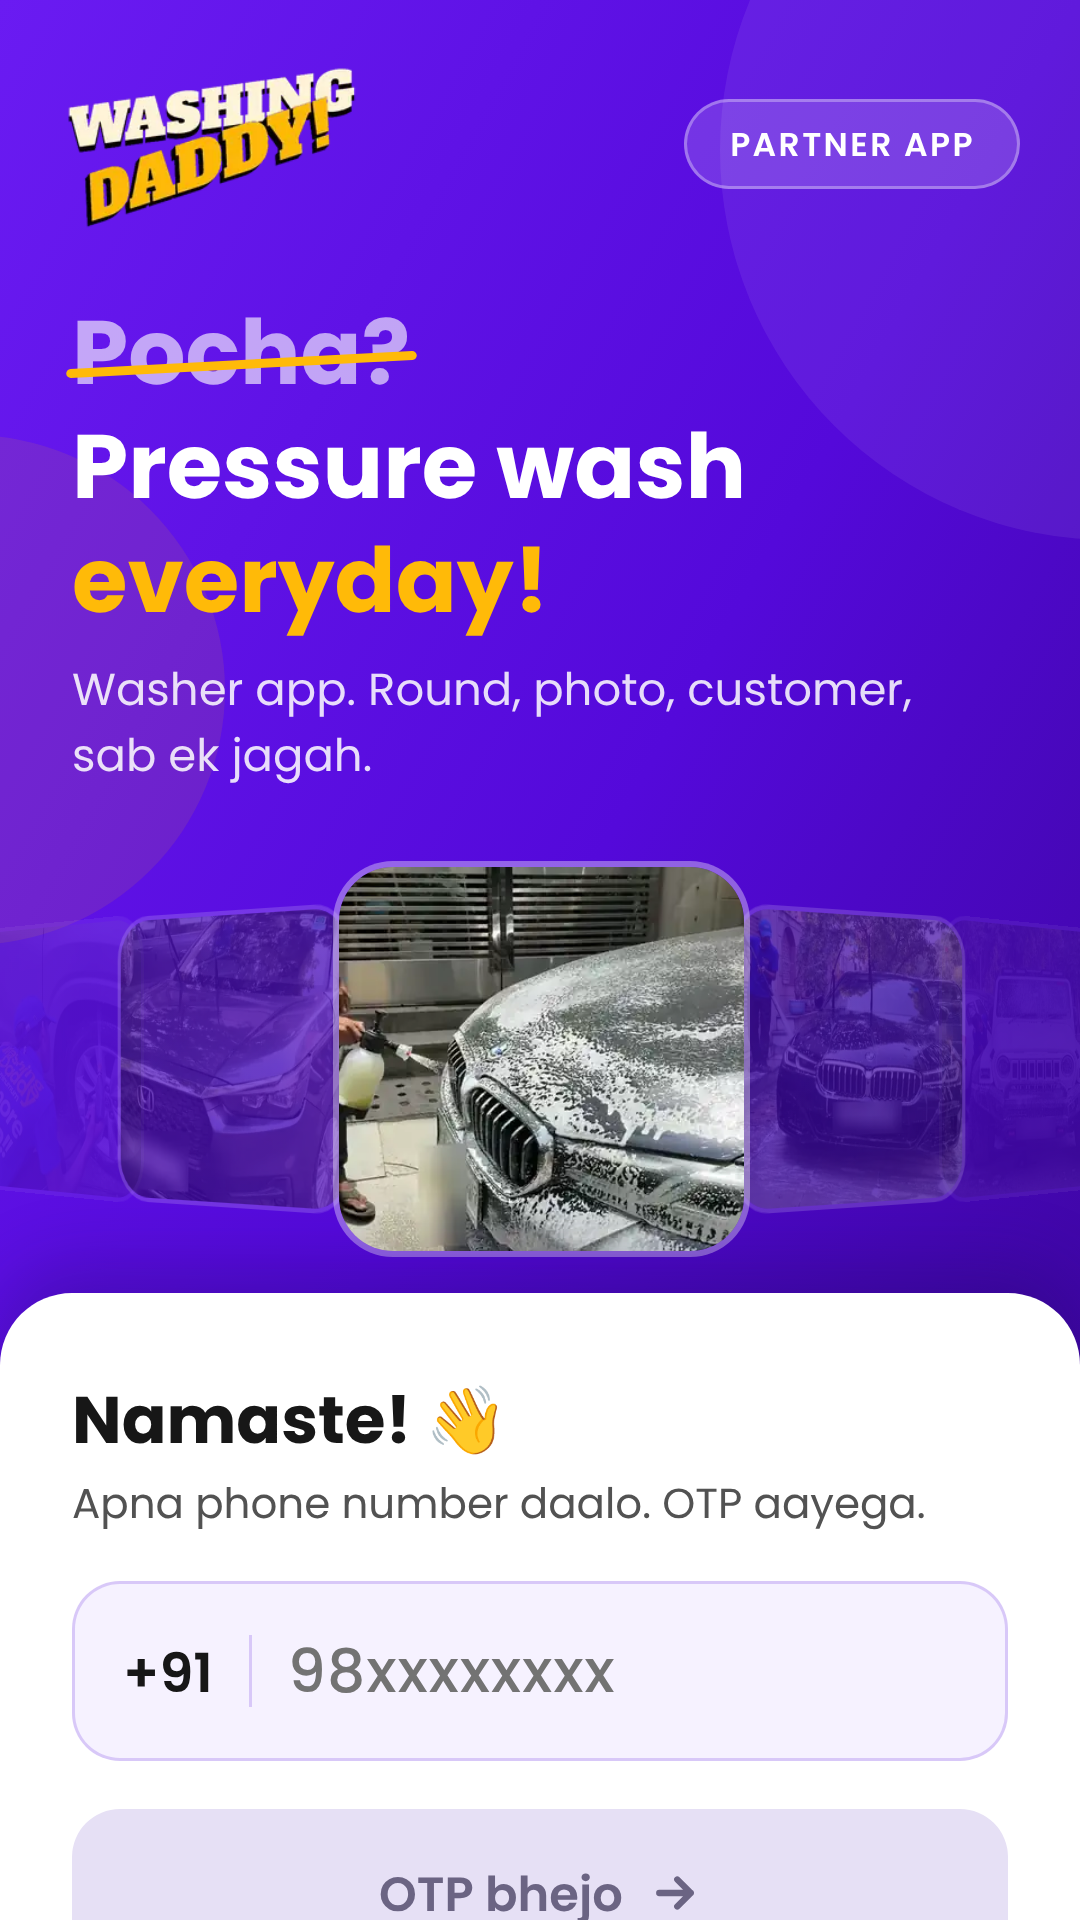 WASHING
DADDY!
PARTNER APP
Pocha?
Pressure wash
everyday!
Washer app. Round, photo, customer,
sab ek jagah.
Namaste! 👋
Apna phone number daalo. OTP aayega.
+91 98xxxxxxxx
OTP bhejo →